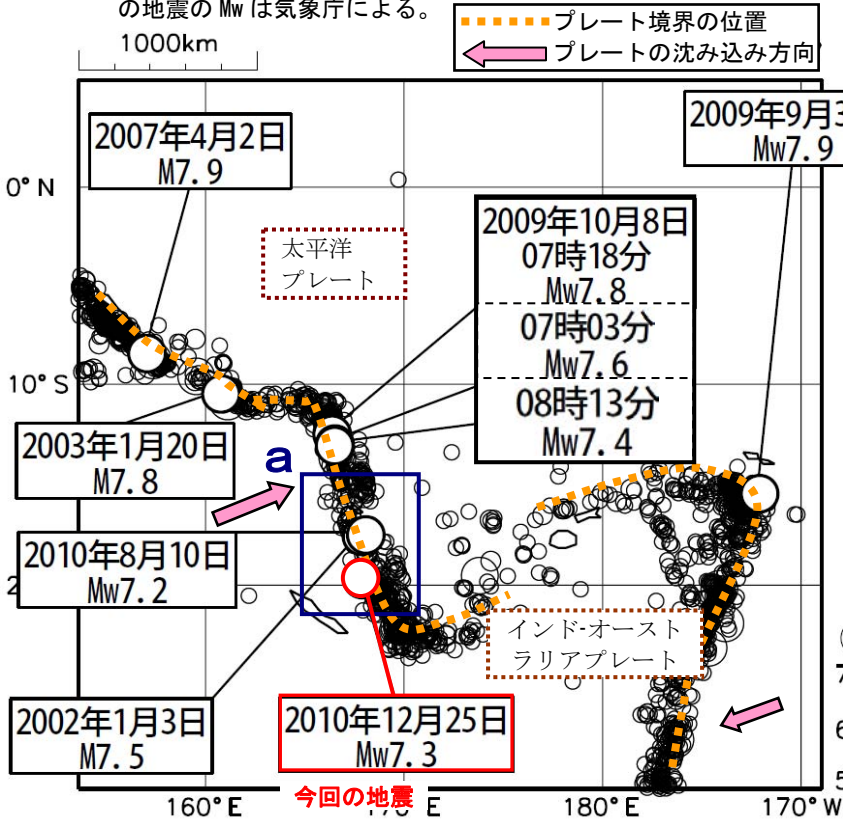 の地震の Mw は気象庁による。
プレート境界の位置
プレートの沈み込み方向
1000km
2007年4月2日
M7.9
2009年9月3
Mw7.9
0°N
太平洋
プレート
2009年10月8日
07時18分
Mw7.8
07時03分
Mw7.6
08時13分
Mw7.4
10°S
2003年1月20日
M7.8
a
2010年8月10日
Mw7.2
2
インド-オースト
ラリアプレート
7
6
5
2002年1月3日
M7.5
2010年12月25日
Mw7.3
今回の地震
160°E
E
180°E
170°W